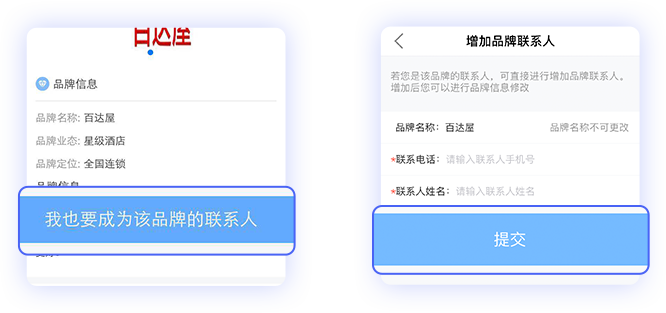 百达屋
品牌信息
品牌名称: 百达屋
品牌业态: 星级酒店
品牌定位: 全国连锁
品牌信息
我也要成为该品牌的联系人
增加品牌联系人
若您是该品牌的联系人，可直接进行增加品牌联系人。
增加后您可以进行品牌信息修改
品牌名称： 百达屋 品牌名称不可更改
*联系电话： 请输入联系人手机号
*联系人姓名： 请输入联系人姓名
提交